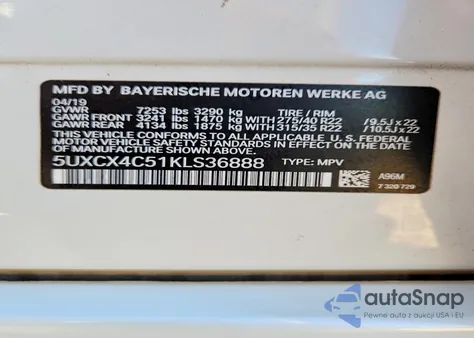 MFD BY BAYERISCHE MOTOREN WERKE AG
04/19
GVWR 7253 lbs 3290 kg TIRE / RIM
GAWR FRONT 3241 lbs 1470 kg WITH 275/40 R22 / 9.5J x 22
GAWR REAR 4134 lbs 1875 kg WITH 315/35 R22 / 10.5J x 22
THIS VEHICLE CONFORMS TO ALL APPLICABLE U.S. FEDERAL
MOTOR VEHICLE SAFETY STANDARDS IN EFFECT ON THE DATE OF
MANUFACTURE SHOWN ABOVE.
5UXCX4C51KLS36888 TYPE: MPV
A96M
7 320 729
autoSnap
Pewne auta z USA i EU